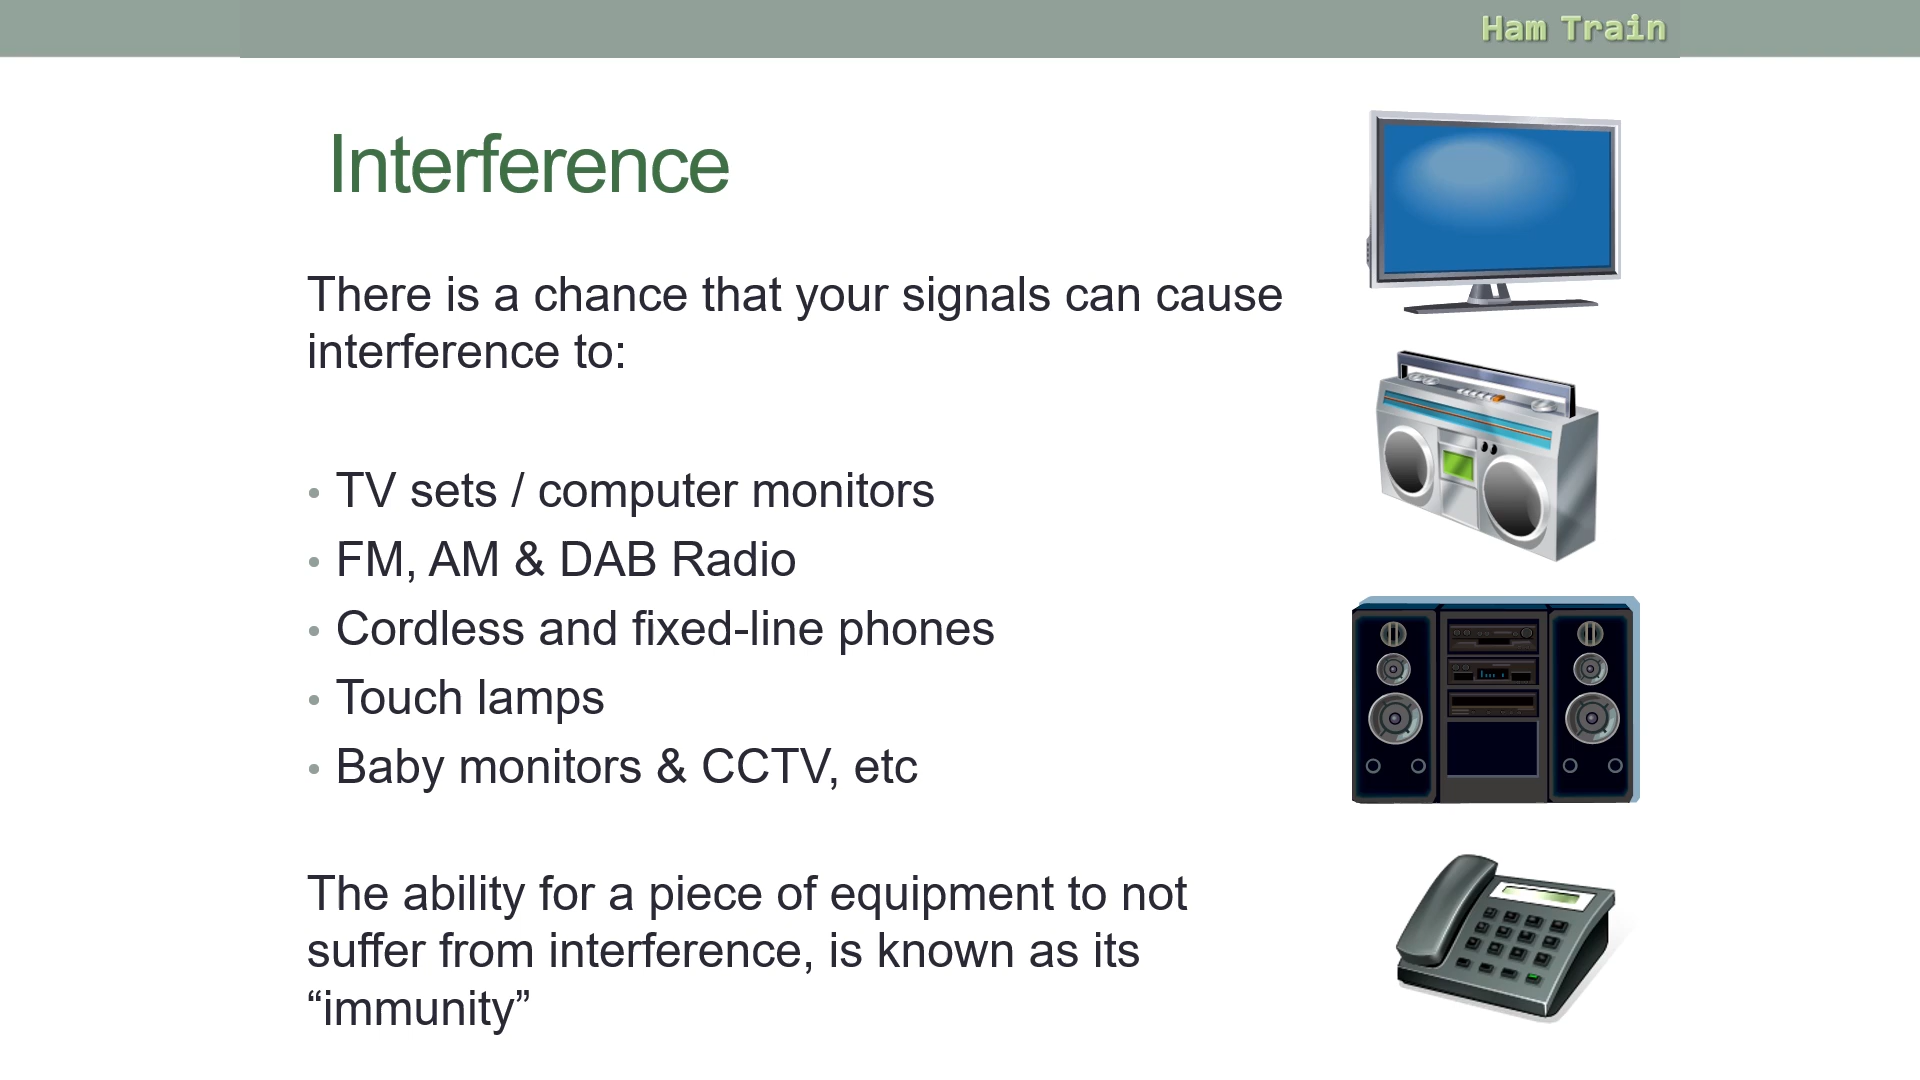 Ham Train
Interference
There is a chance that your signals can cause
interference to:
• TV sets / computer monitors
• FM, AM & DAB Radio
• Cordless and fixed-line phones
• Touch lamps
• Baby monitors & CCTV, etc
The ability for a piece of equipment to not
suffer from interference, is known as its
“immunity”